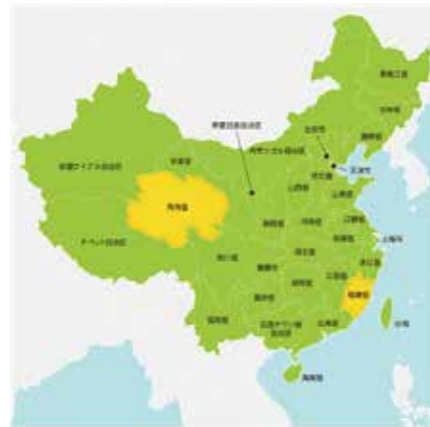 黒龍江省
吉林省
遼寧省
北京市
寧夏回族自治区
内モンゴル自治区
天津市
河北省
新疆ウイグル自治区
甘粛省
山西省
山東省
青海省
陝西省
河南省
江蘇省
チベット自治区
安徽省
上海市
四川省
湖北省
重慶市
浙江省
湖南省
江西省
貴州省
福建省
雲南省
広西チワン族
自治区
広東省
台湾
海南省